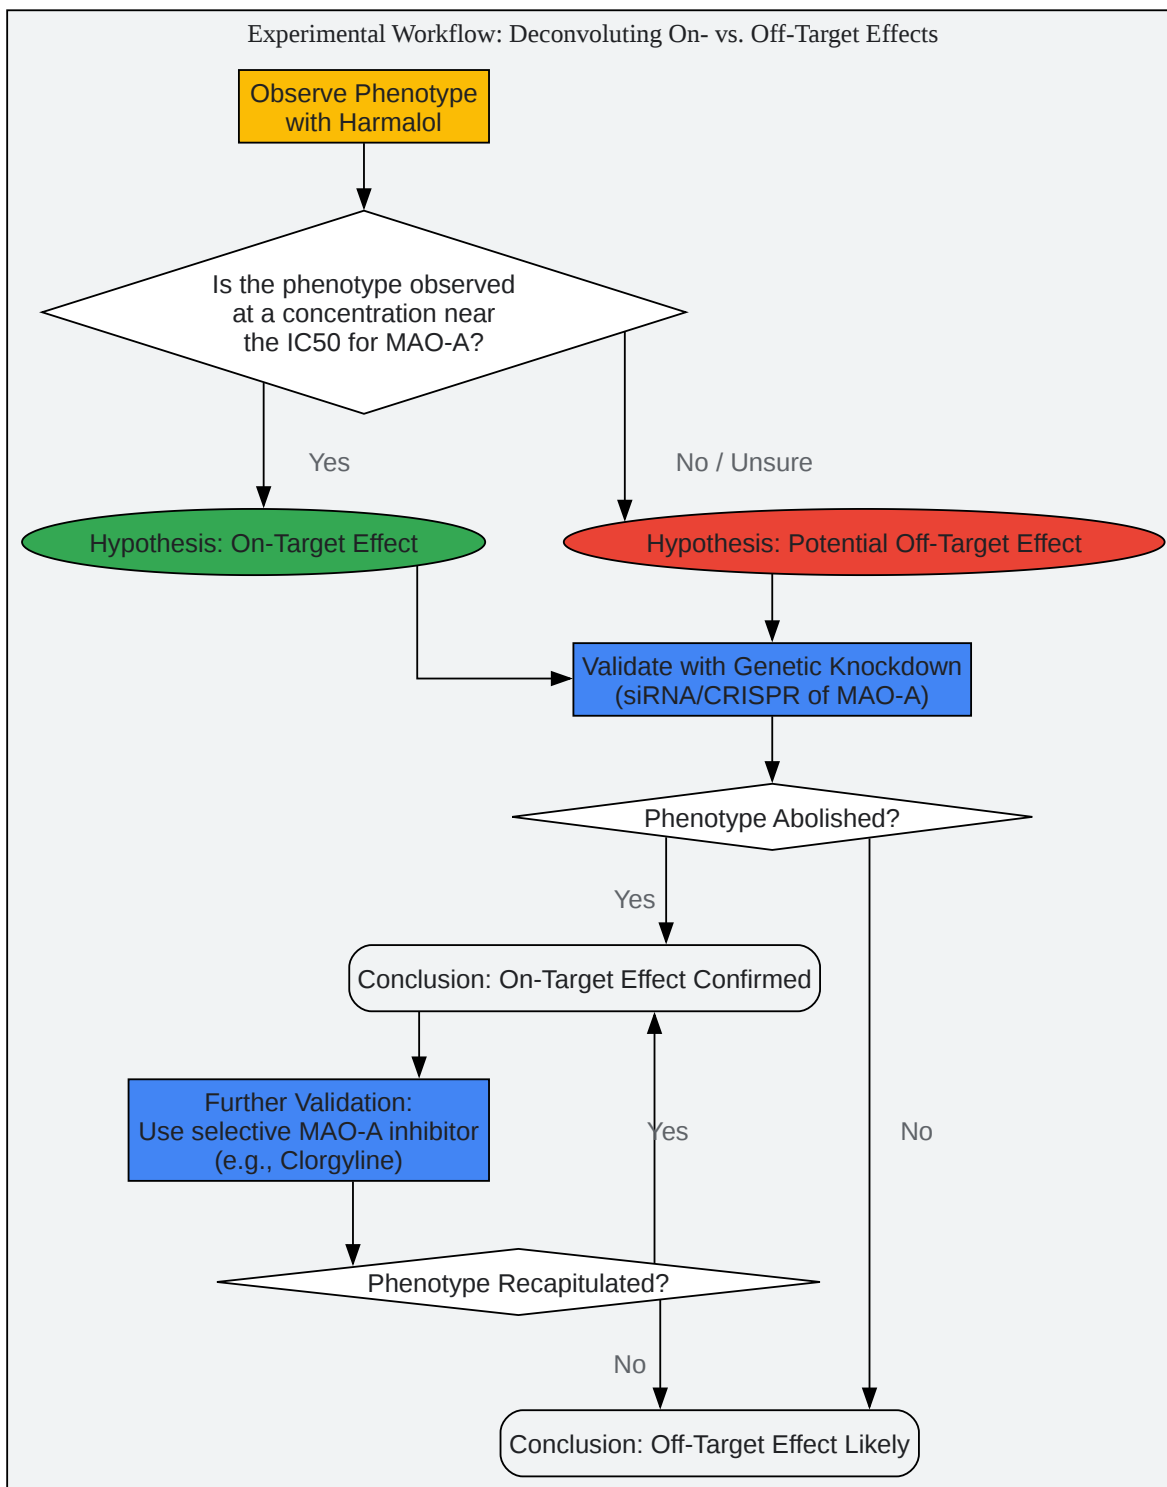 Experimental Workflow: Deconvoluting On- vs. Off-Target Effects
Observe Phenotype
with Harmalol
Is the phenotype observed
at a concentration near
the IC50 for MAO-A?
Yes
No / Unsure
Hypothesis: On-Target Effect
Hypothesis: Potential Off-Target Effect
Validate with Genetic Knockdown
(siRNA/CRISPR of MAO-A)
Phenotype Abolished?
Yes
Conclusion: On-Target Effect Confirmed
Further Validation:
Use selective MAO-A inhibitor
(e.g., Clorgyline)
Yes
No
Phenotype Recapitulated?
No
Conclusion: Off-Target Effect Likely